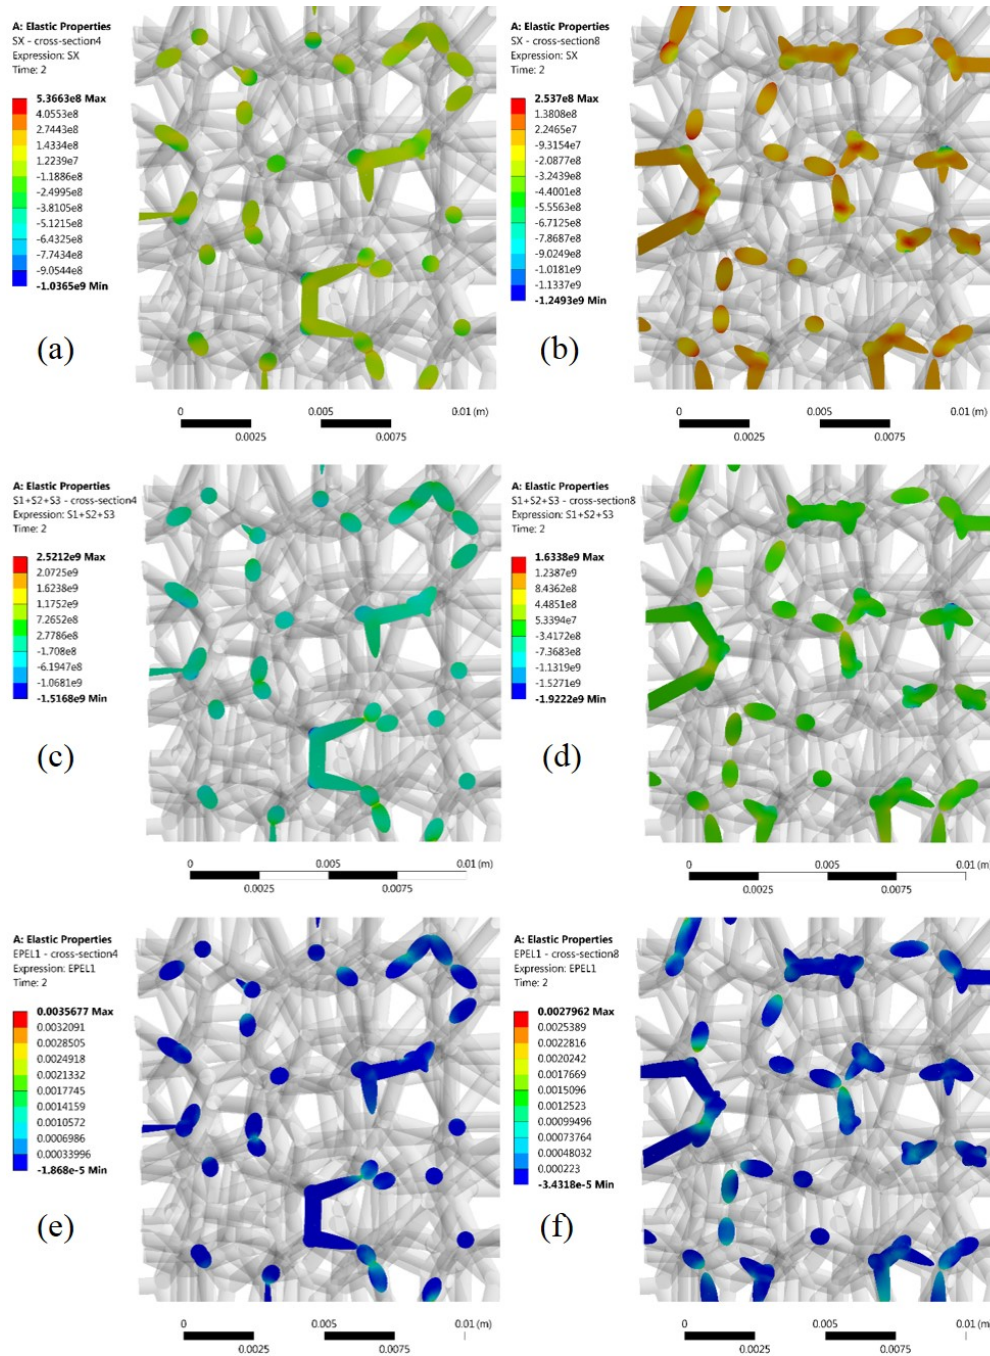 A: Elastic Properties
SX - cross-section4
Expression: SX
Time: 2
5.3663e8 Max
4.0553e8
2.7443e8
1.4334e8
1.2239e7
-1.1886e8
-2.4995e8
-3.8105e8
-5.1215e8
-6.4325e8
-7.7434e8
-9.0544e8
-1.0365e9 Min
(a)
0
0.005
0.01 (m)
0.0025
0.0075
A: Elastic Properties
SX - cross-section8
Expression: SX
Time: 2
2.537e8 Max
1.3808e8
2.2465e7
-9.3154e7
-2.0877e8
-3.2439e8
-4.4001e8
-5.5563e8
-6.7125e8
-7.8687e8
-9.0249e8
-1.0181e9
-1.1337e9
-1.2493e9 Min
(b)
0
0.005
0.01 (m)
0.0025
0.0075
A: Elastic Properties
S1+S2+S3 - cross-section4
Expression: S1+S2+S3
Time: 2
2.5212e9 Max
2.0725e9
1.6238e9
1.1752e9
7.2652e8
2.7786e8
-1.708e8
-6.1947e8
-1.0681e9
-1.5168e9 Min
(c)
0
0.005
0.01 (m)
0.0025
0.0075
A: Elastic Properties
S1+S2+S3 - cross-section8
Expression: S1+S2+S3
Time: 2
1.6338e9 Max
1.2387e9
8.4362e8
4.4851e8
5.3394e7
-3.4172e8
-7.3683e8
-1.1319e9
-1.5271e9
-1.9222e9 Min
(d)
0
0.005
0.01 (m)
0.0025
0.0075
A: Elastic Properties
EPEL1 - cross-section4
Expression: EPEL1
Time: 2
0.0035677 Max
0.0032091
0.0028505
0.0024918
0.0021332
0.0017745
0.0014159
0.0010572
0.0006986
0.00033996
-1.868e-5 Min
(e)
0
0.005
0.01 (m)
0.0025
0.0075
A: Elastic Properties
EPEL1 - cross-section8
Expression: EPEL1
Time: 2
0.0027962 Max
0.0025389
0.0022816
0.0020242
0.0017669
0.0015096
0.0012523
0.00099496
0.00073764
0.00048032
0.000223
-3.4318e-5 Min
(f)
0
0.005
0.01 (m)
0.0025
0.0075